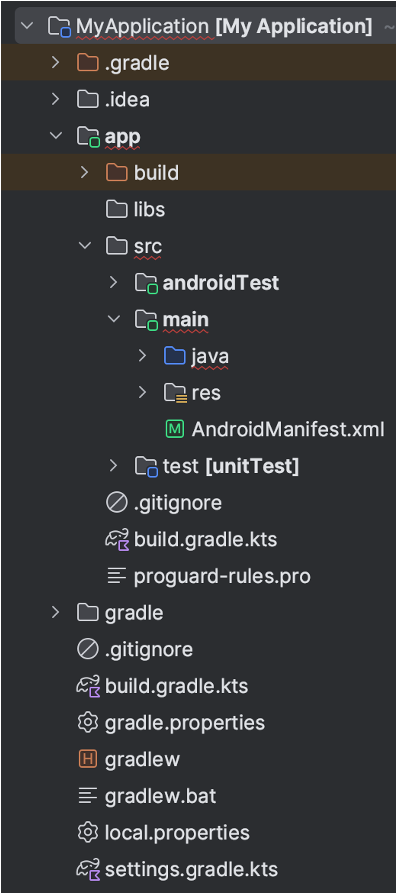 MyApplication [My Application] ~
.gradle
.idea
app
build
libs
src
androidTest
main
java
res
AndroidManifest.xml
test [unitTest]
.gitignore
build.gradle.kts
proguard-rules.pro
gradle
.gitignore
build.gradle.kts
gradle.properties
gradlew
gradlew.bat
local.properties
settings.gradle.kts